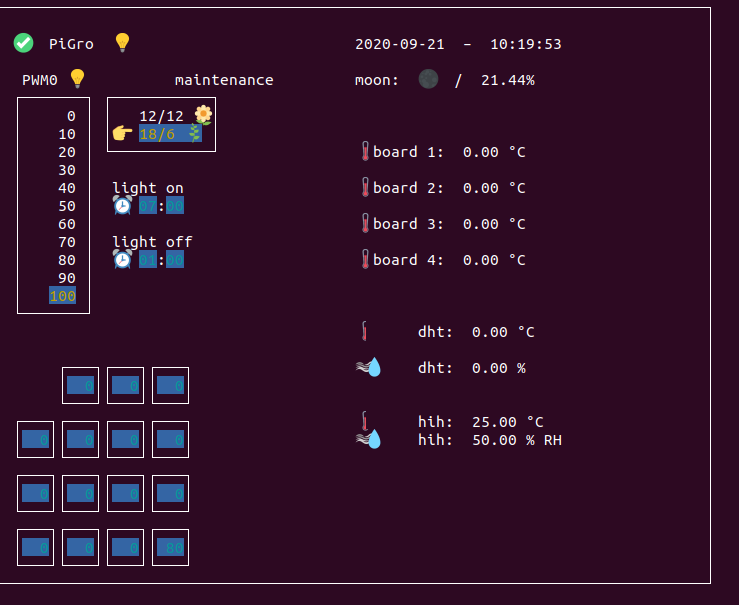 PiGro 2020-09-21 – 10:19:53
PWM0 maintenance moon: / 21.44%
0 12/12
10 18/6
20 board 1: 0.00 °C
30
40 light on board 2: 0.00 °C
50 07:00
60 board 3: 0.00 °C
70 light off
80 01:00 board 4: 0.00 °C
90
100
dht: 0.00 °C
dht: 0.00 %
0 0 0
hih: 25.00 °C
0 0 0 0 hih: 50.00 % RH
0 0 0 0
0 0 0 80